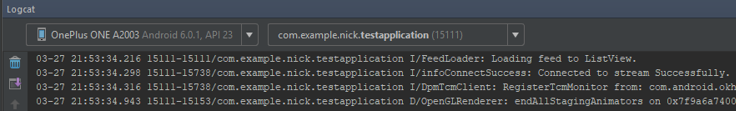 Logcat
OnePlus ONE A2003 Android 6.0.1, API 23
com.example.nick.testapplication (15111)
03-27 21:53:34.216 15111-15111/com.example.nick.testapplication I/FeedLoader: Loading feed to ListView.
03-27 21:53:34.298 15111-15738/com.example.nick.testapplication I/infoConnectSuccess: Connected to stream Successfully.
03-27 21:53:34.316 15111-15738/com.example.nick.testapplication I/DpmTcmClient: RegisterTcmMonitor from: com.android.okh
03-27 21:53:34.943 15111-15153/com.example.nick.testapplication D/OpenGLRenderer: endAllStagingAnimators on 0x7f9a6a7400